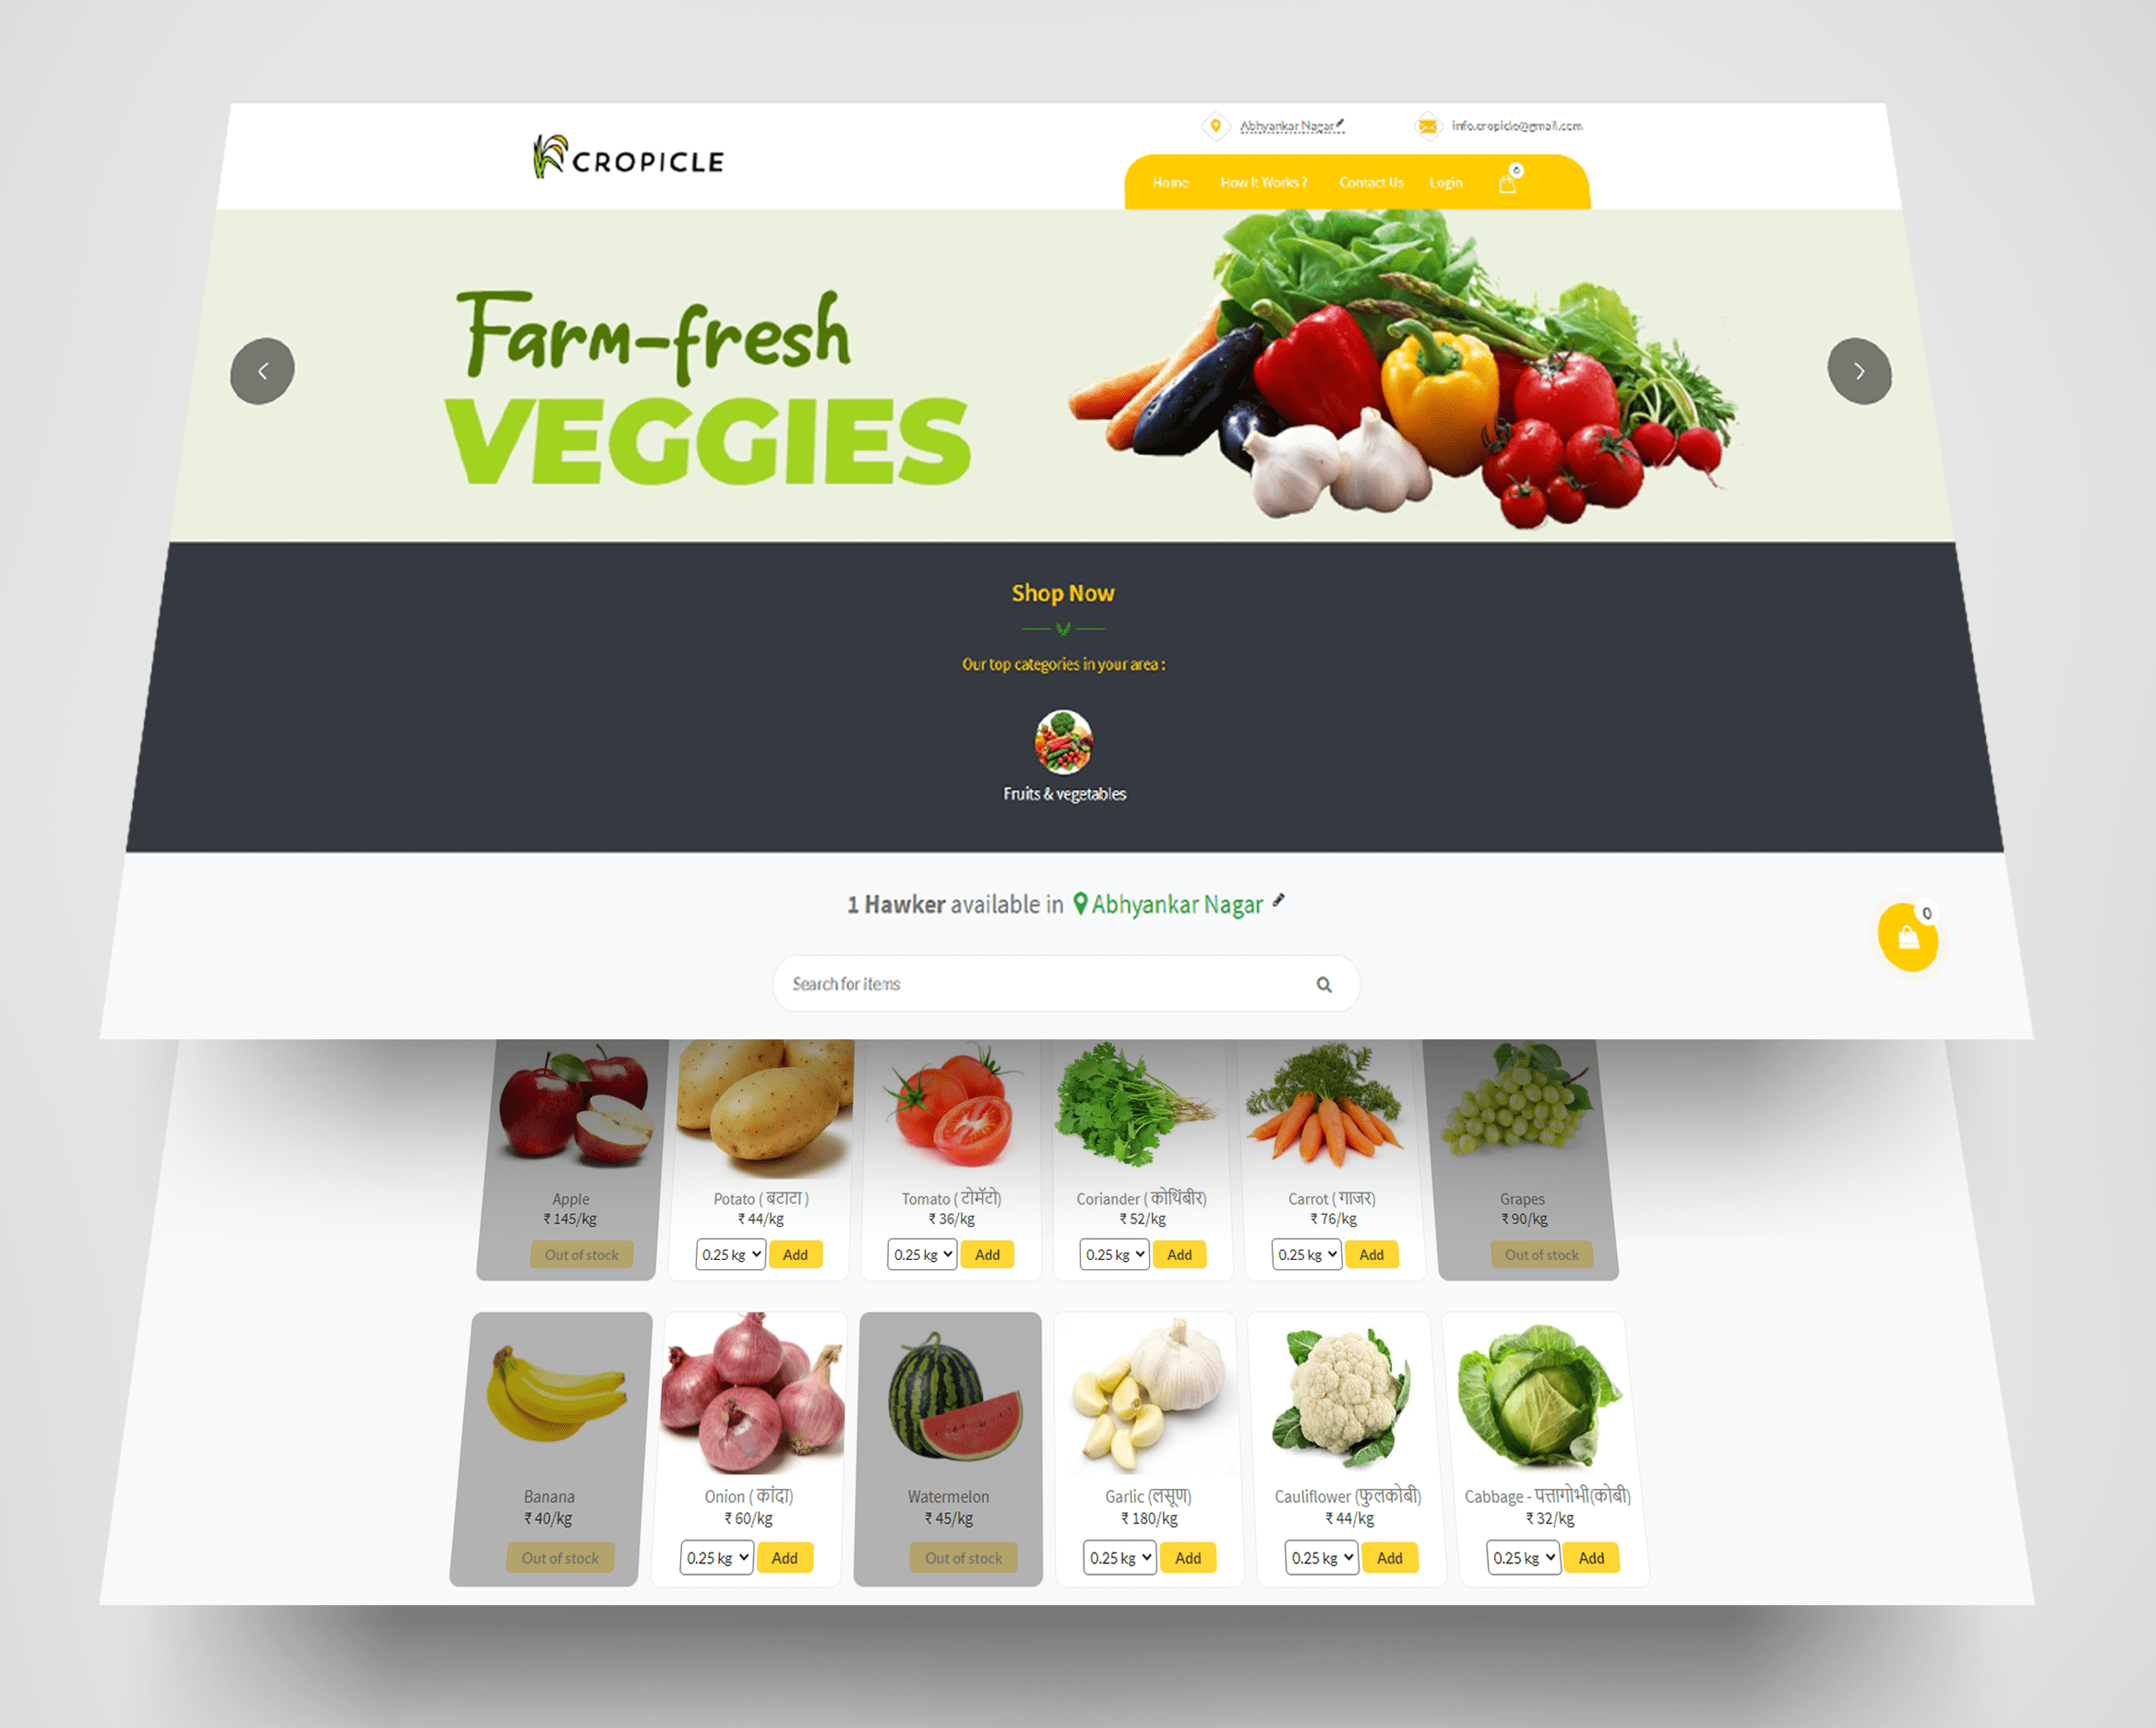 CROPICLE
Abhyankar Nagar
info.cropicle@gmail.com
Home How It Works ? Contact Us Login 0
Farm-fresh
VEGGIES
Shop Now
Our top categories in your area :
Fruits & vegetables
1 Hawker available in Abhyankar Nagar
0
Search for items
Apple
₹ 145/kg
Out of stock
Potato ( बटाटा )
₹ 44/kg
0.25 kg Add
Tomato ( टोमॅटो)
₹ 36/kg
0.25 kg Add
Coriander ( कोथिंबीर)
₹ 52/kg
0.25 kg Add
Carrot ( गाजर)
₹ 76/kg
0.25 kg Add
Grapes
₹ 90/kg
Out of stock
Banana
₹ 40/kg
Out of stock
Onion ( कांदा)
₹ 60/kg
0.25 kg Add
Watermelon
₹ 45/kg
Out of stock
Garlic (लसूण)
₹ 180/kg
0.25 kg Add
Cauliflower (फुलकोबी)
₹ 44/kg
0.25 kg Add
Cabbage - पत्तागोभी(कोबी)
₹ 32/kg
0.25 kg Add